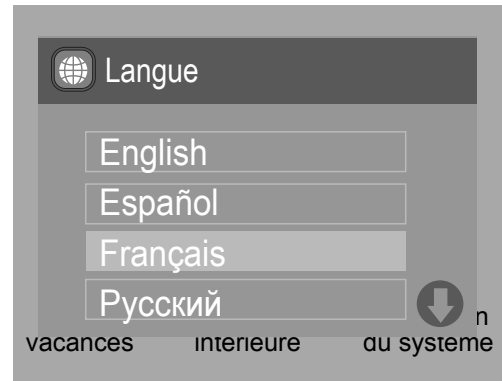 Langue
English
Español
Français
Русский
n
vacances intérieure du système